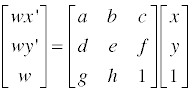 [wx'] = [a b c] [x]
[wy'] = [d e f] [y]
[w] = [g h 1] [1]